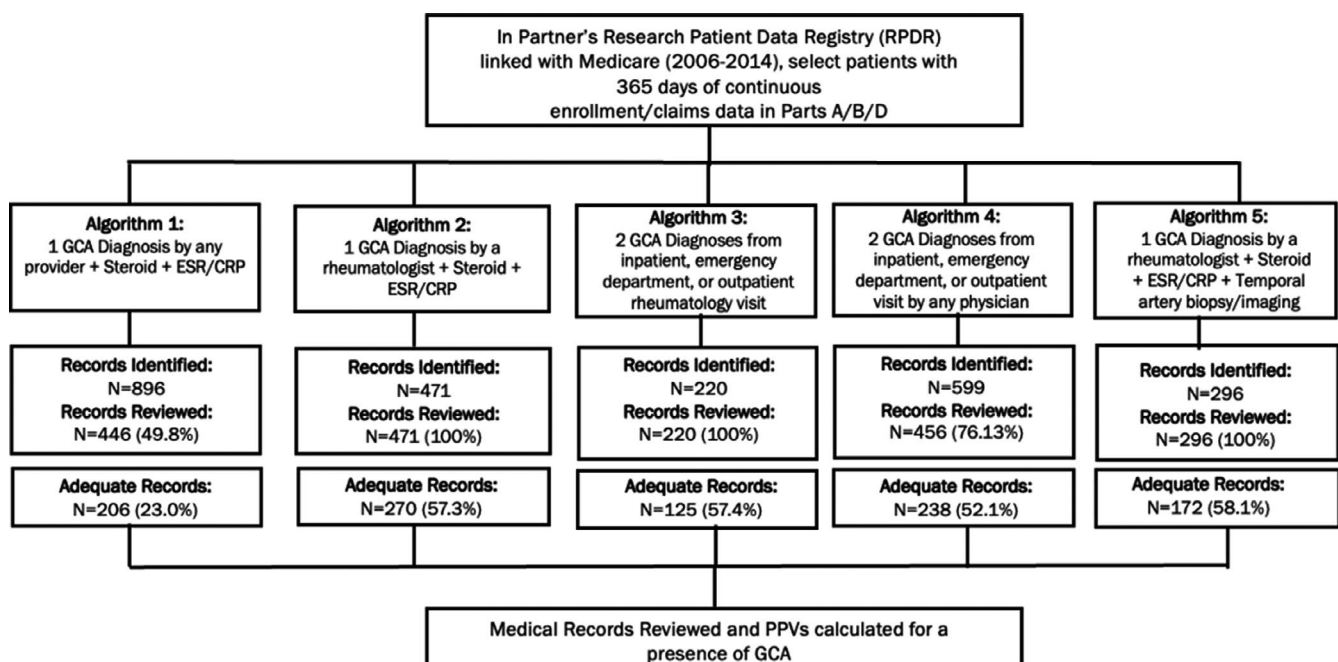 In Partner's Research Patient Data Registry (RPDR)
linked with Medicare (2006-2014), select patients with
365 days of continuous
enrollment/claims data in Parts A/B/D
Algorithm 1:
1 GCA Diagnosis by any
provider + Steroid + ESR/CRP
Algorithm 2:
1 GCA Diagnosis by a
rheumatologist + Steroid +
ESR/CRP
Algorithm 3:
2 GCA Diagnoses from
inpatient, emergency
department, or outpatient
rheumatology visit
Algorithm 4:
2 GCA Diagnoses from
inpatient, emergency
department, or outpatient
visit by any physician
Algorithm 5:
1 GCA Diagnosis by a
rheumatologist + Steroid
+ ESR/CRP + Temporal
artery biopsy/imaging
Records Identified:
N=896
Records Reviewed:
N=446 (49.8%)
Records Identified:
N=471
Records Reviewed:
N=471 (100%)
Records Identified:
N=220
Records Reviewed:
N=220 (100%)
Records Identified:
N=599
Records Reviewed:
N=456 (76.13%)
Records Identified:
N=296
Records Reviewed:
N=296 (100%)
Adequate Records:
N=206 (23.0%)
Adequate Records:
N=270 (57.3%)
Adequate Records:
N=125 (57.4%)
Adequate Records:
N=238 (52.1%)
Adequate Records:
N=172 (58.1%)
Medical Records Reviewed and PPVs calculated for a
presence of GCA